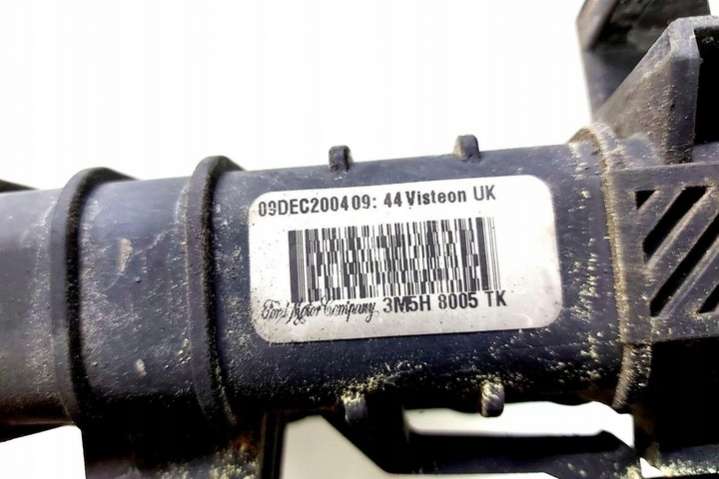 09DEC2004 09: 44 Visteon UK
Ford Motor Company 3M5H 8005 TK